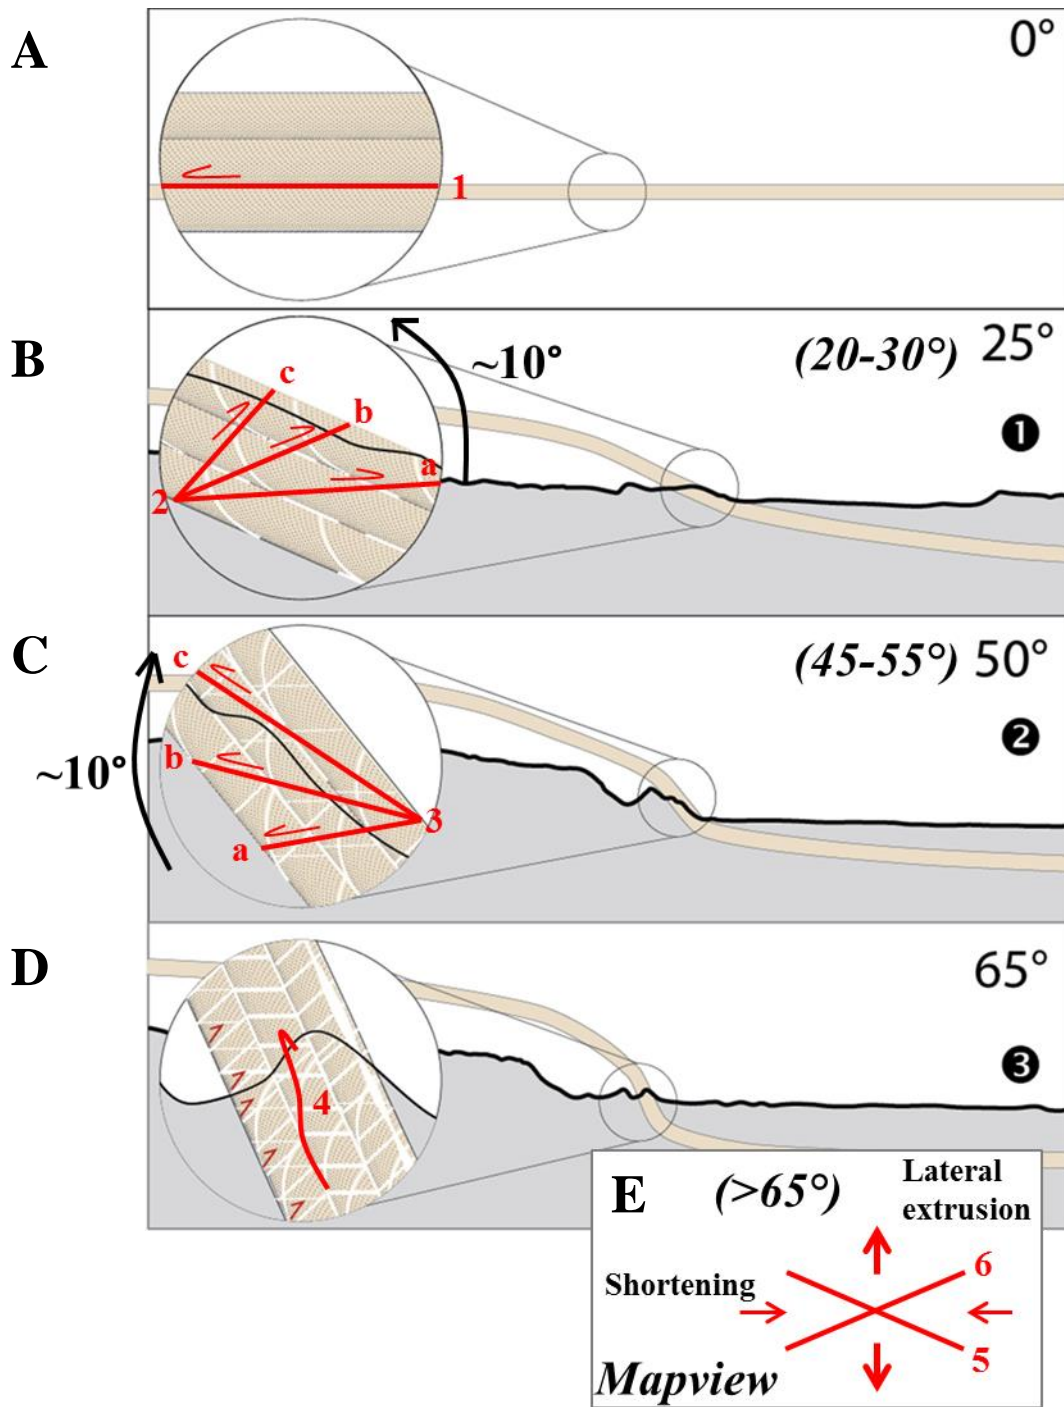 A
0°
1
B
~10°
(20-30°) 25°
c
b
a
2
❶
C
(45-55°) 50°
c
~10°
b
3
a
❷
D
65°
4
❸
E
(>65°)
Lateral
extrusion
Shortening
6
5
Mapview